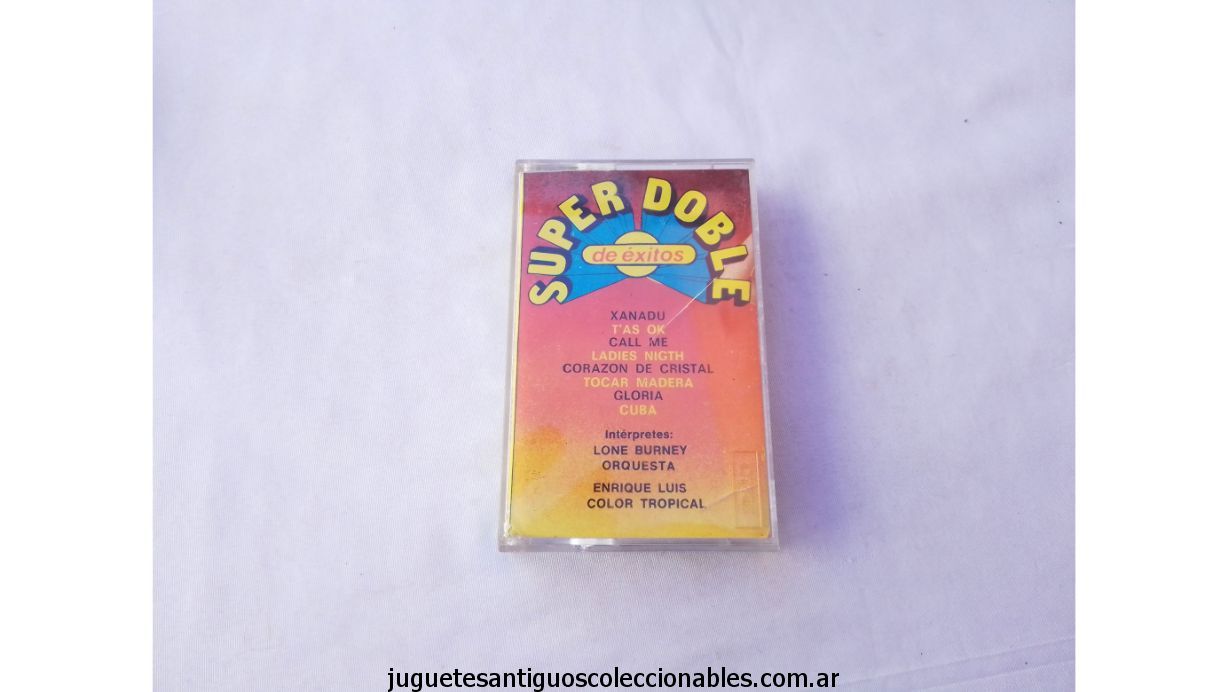 SUPER DOBLE
de éxitos
XANADU
T'AS OK
CALL ME
LADIES NIGTH
CORAZON DE CRISTAL
TOCAR MADERA
GLORIA
CUBA
Intérpretes:
LONE BURNEY
ORQUESTA
ENRIQUE LUIS
COLOR TROPICAL
juguetesantiguoscoleccionables.com.ar